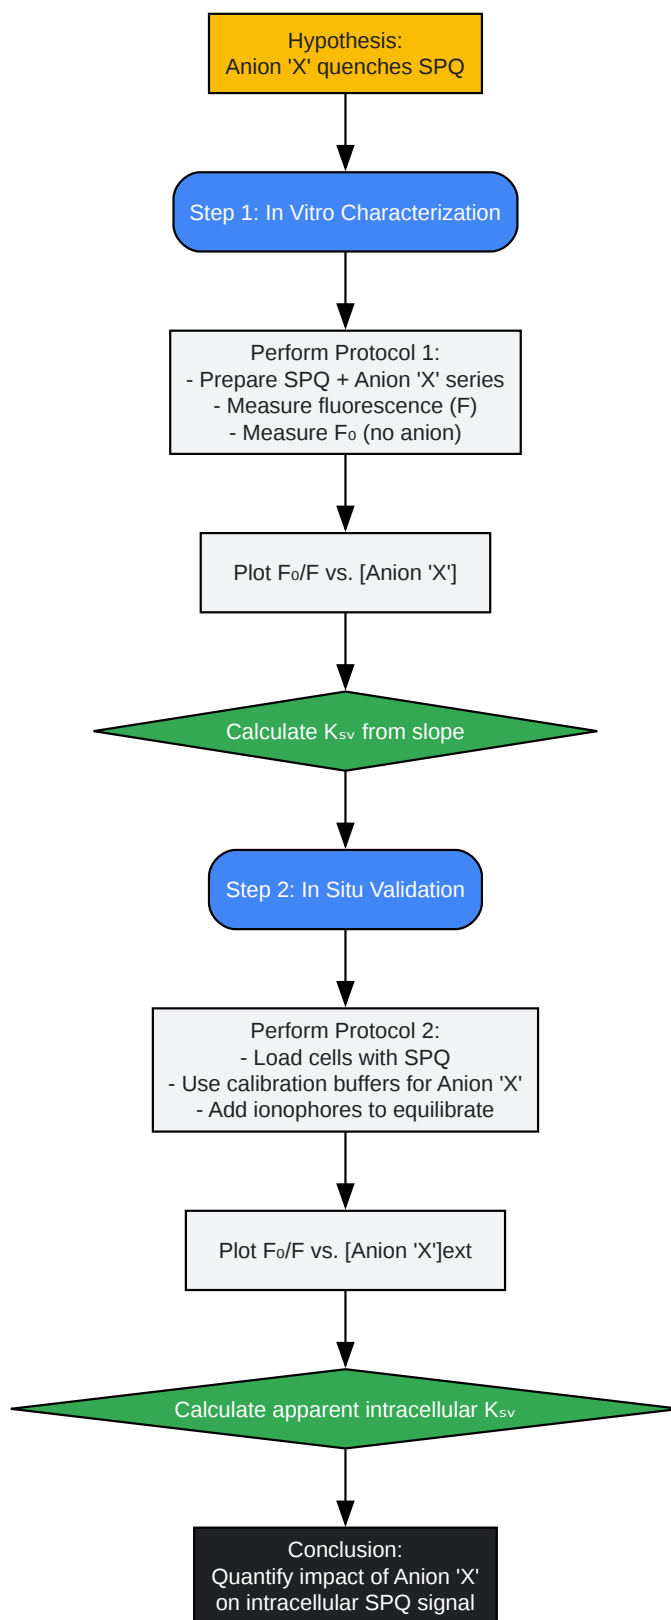 Hypothesis:
Anion 'X' quenches SPQ
Step 1: In Vitro Characterization
Perform Protocol 1:
- Prepare SPQ + Anion 'X' series
- Measure fluorescence (F)
- Measure F₀ (no anion)
Plot F₀/F vs. [Anion 'X']
Calculate Kₛᵥ from slope
Step 2: In Situ Validation
Perform Protocol 2:
- Load cells with SPQ
- Use calibration buffers for Anion 'X'
- Add ionophores to equilibrate
Plot F₀/F vs. [Anion 'X']ext
Calculate apparent intracellular Kₛᵥ
Conclusion:
Quantify impact of Anion 'X'
on intracellular SPQ signal